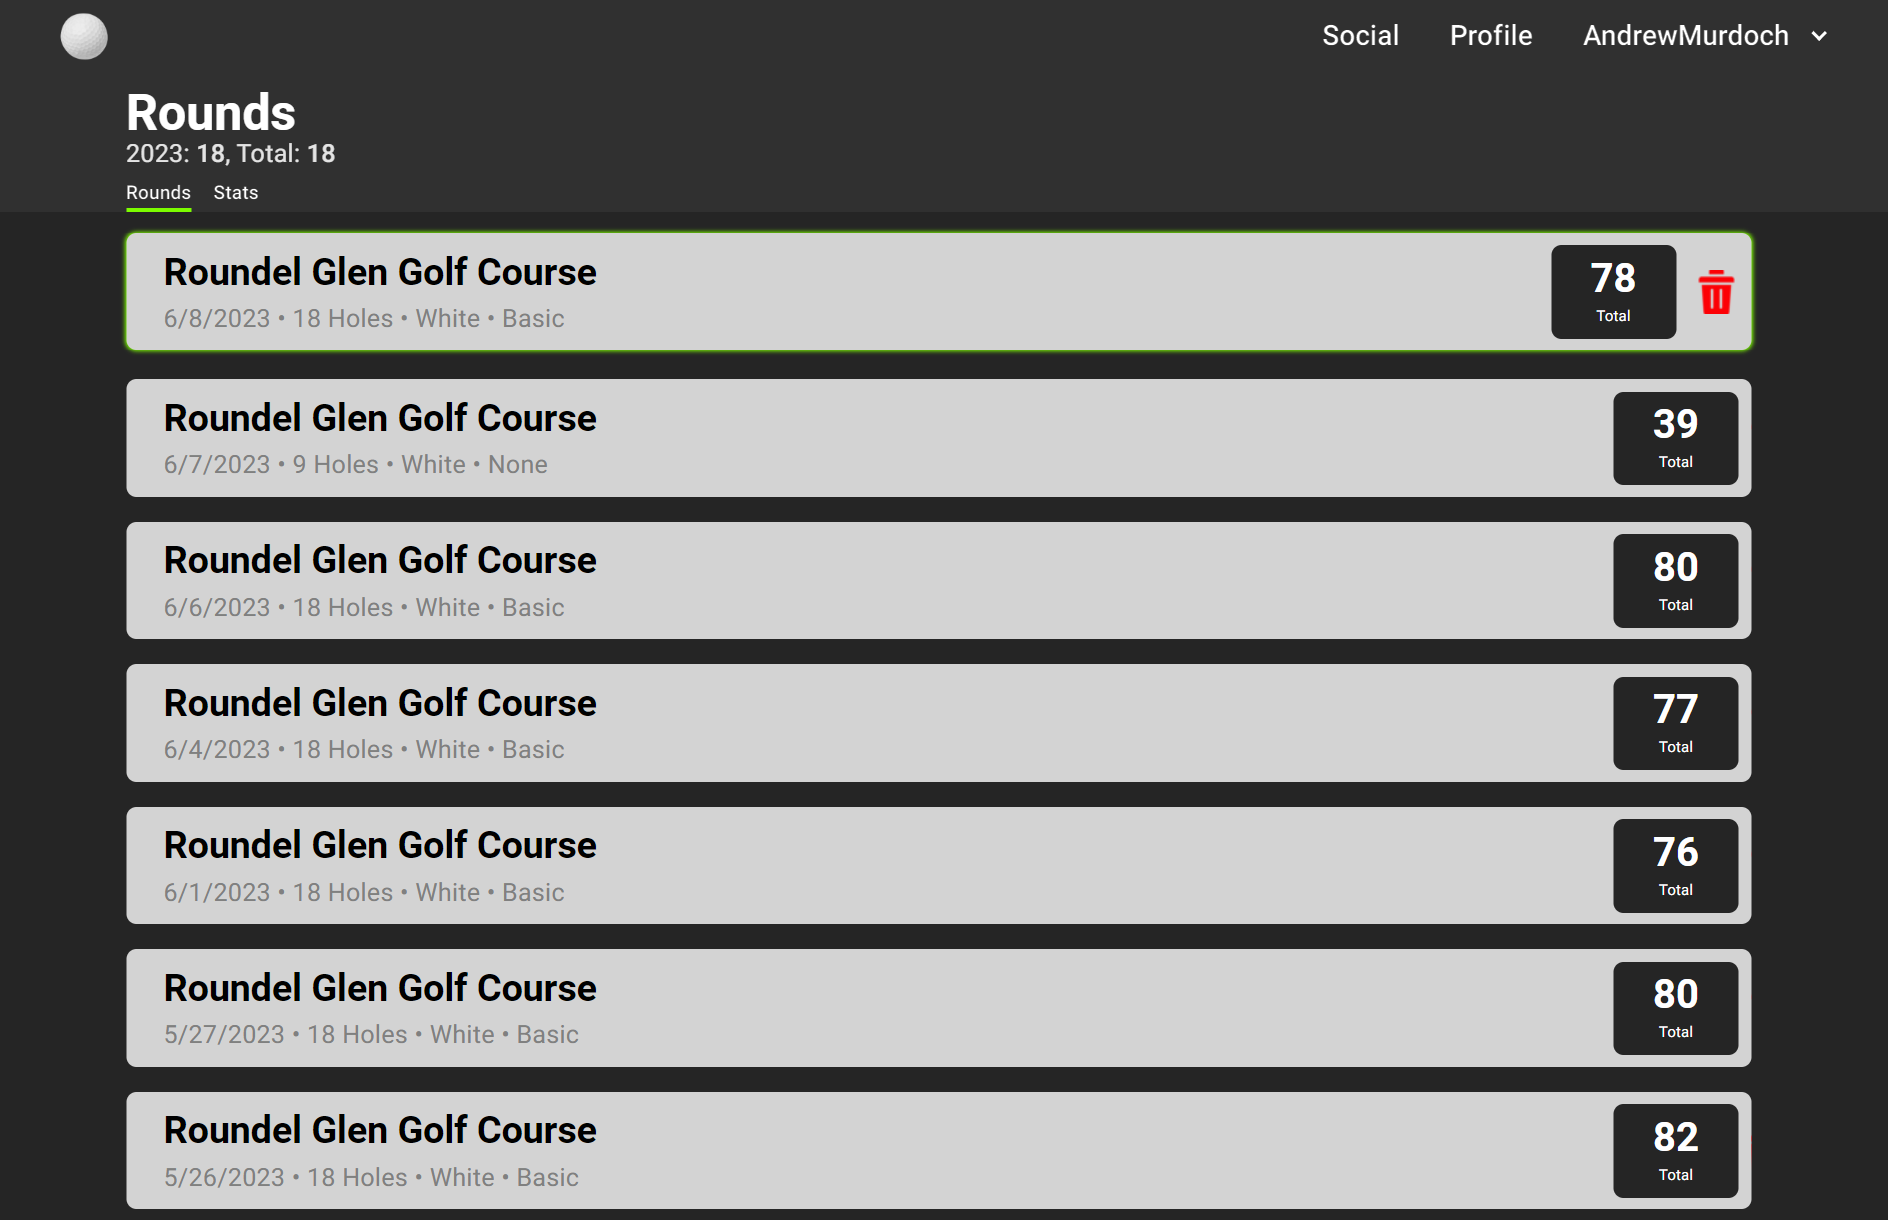 Social Profile AndrewMurdoch
Rounds
2023: 18, Total: 18
Rounds Stats
Roundel Glen Golf Course
6/8/2023 • 18 Holes • White • Basic
78
Total
Roundel Glen Golf Course
6/7/2023 • 9 Holes • White • None
39
Total
Roundel Glen Golf Course
6/6/2023 • 18 Holes • White • Basic
80
Total
Roundel Glen Golf Course
6/4/2023 • 18 Holes • White • Basic
77
Total
Roundel Glen Golf Course
6/1/2023 • 18 Holes • White • Basic
76
Total
Roundel Glen Golf Course
5/27/2023 • 18 Holes • White • Basic
80
Total
Roundel Glen Golf Course
5/26/2023 • 18 Holes • White • Basic
82
Total